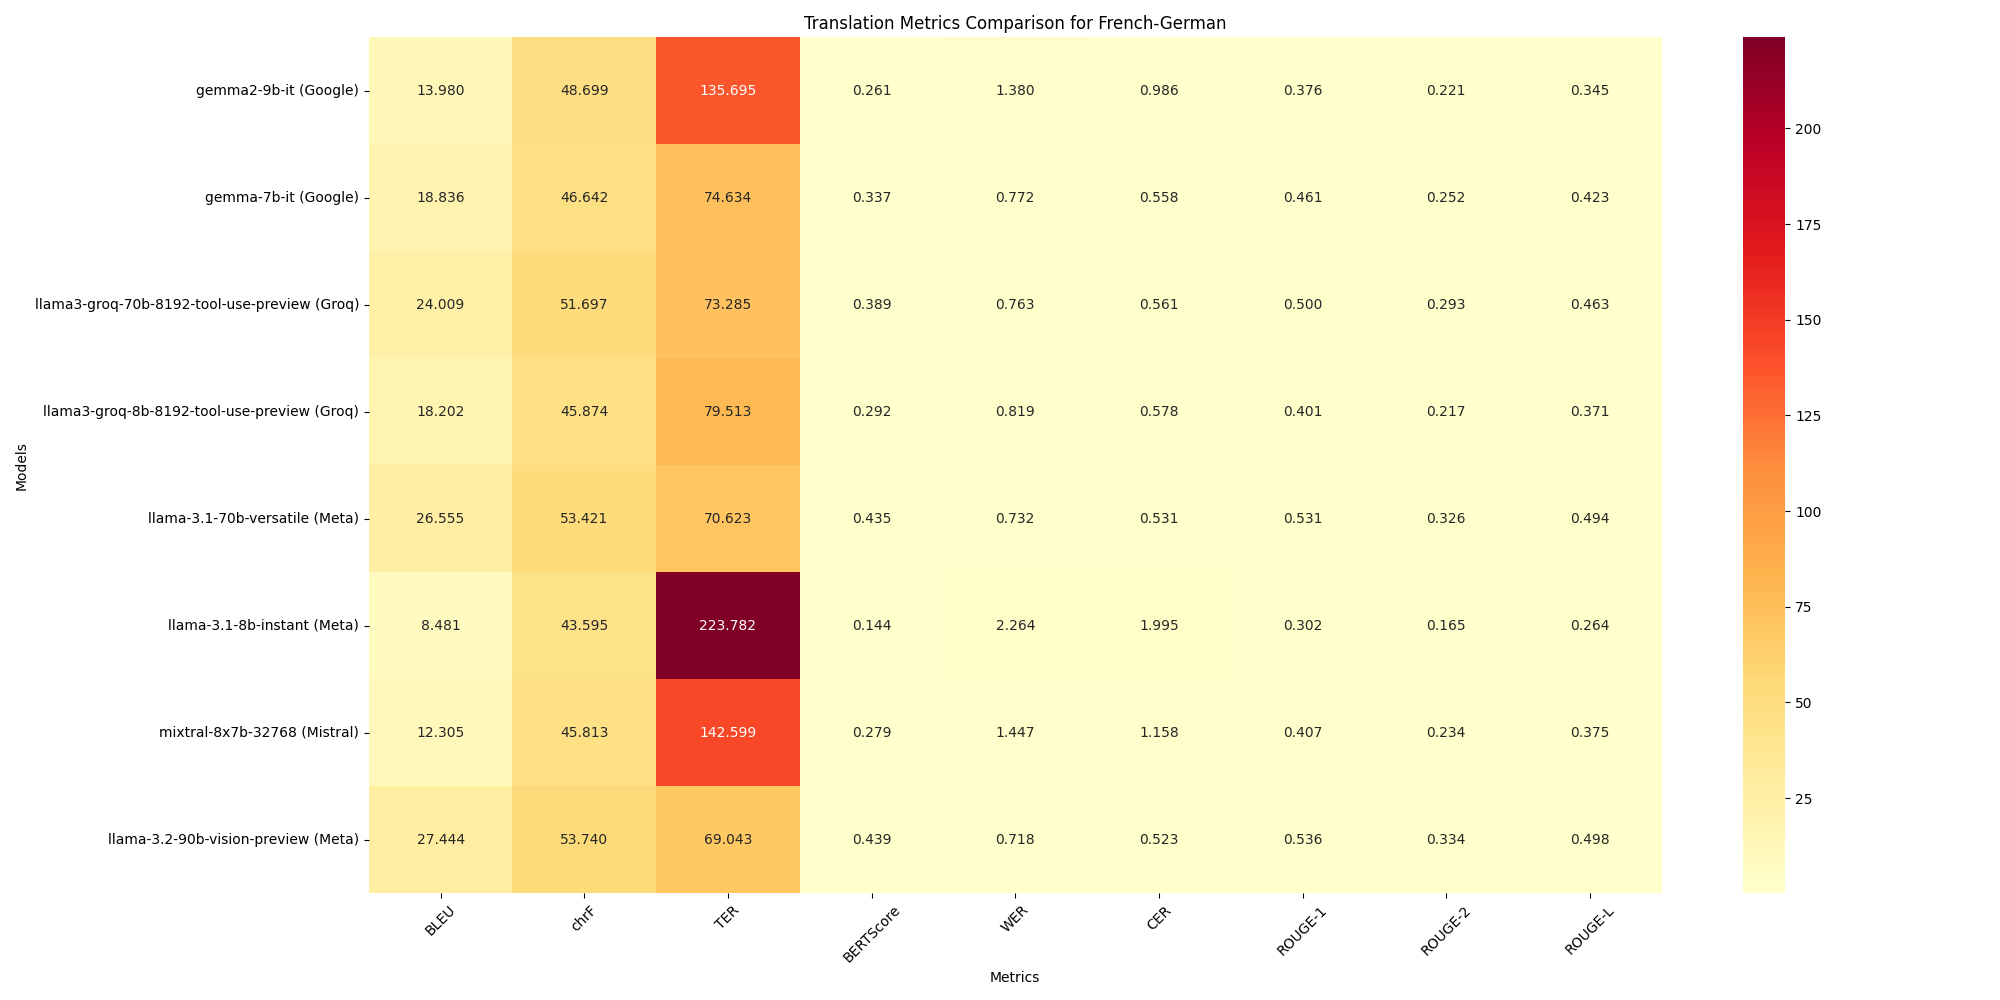 Translation Metrics Comparison for French-German
gemma2-9b-it (Google) 13.980 48.699 135.695 0.261 1.380 0.986 0.376 0.221 0.345
gemma-7b-it (Google) 18.836 46.642 74.634 0.337 0.772 0.558 0.461 0.252 0.423
llama3-groq-70b-8192-tool-use-preview (Groq) 24.009 51.697 73.285 0.389 0.763 0.561 0.500 0.293 0.463
llama3-groq-8b-8192-tool-use-preview (Groq) 18.202 45.874 79.513 0.292 0.819 0.578 0.401 0.217 0.371
llama-3.1-70b-versatile (Meta) 26.555 53.421 70.623 0.435 0.732 0.531 0.531 0.326 0.494
llama-3.1-8b-instant (Meta) 8.481 43.595 223.782 0.144 2.264 1.995 0.302 0.165 0.264
mixtral-8x7b-32768 (Mistral) 12.305 45.813 142.599 0.279 1.447 1.158 0.407 0.234 0.375
llama-3.2-90b-vision-preview (Meta) 27.444 53.740 69.043 0.439 0.718 0.523 0.536 0.334 0.498
BLEU chrF TER BERTScore WER CER ROUGE-1 ROUGE-2 ROUGE-L
Metrics
Models
200
175
150
125
100
75
50
25